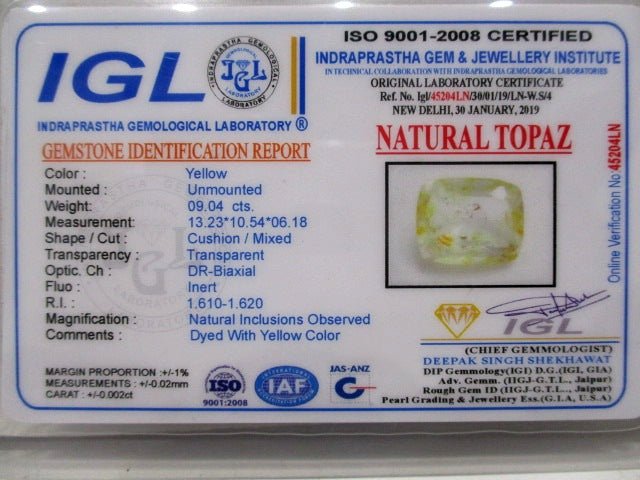 IGL
INDRAPRASTHA GEMOLOGICAL LABORATORY
INDRAPRASTHA GEMOLOGICAL LABORATORY ®
GEMSTONE IDENTIFICATION REPORT
Color : Yellow
Mounted : Unmounted
Weight: 09.04 cts.
Measurement : 13.23*10.54*06.18
Shape / Cut : Cushion / Mixed
Transparency : Transparent
Optic. Ch : DR-Biaxial
Fluo : Inert
R.I. : 1.610-1.620
Magnification : Natural Inclusions Observed
Comments : Dyed With Yellow Color
MARGIN PROPORTION :+/-1%
MEASUREMENTS : +/-0.02mm
CARAT : +/-0.002ct
ISO
9001:2008
IAF
JAS-ANZ
ISO 9001-2008 CERTIFIED
INDRAPRASTHA GEM & JEWELLERY INSTITUTE
IN TECHNICAL COLLABORATION WITH INDRAPRASTHA GEMOLOGICAL LABORATORIES
ORIGINAL LABORATORY CERTIFICATE
Ref. No. Igl/45204LN/30/01/19/LN-W.S/4
NEW DELHI, 30 JANUARY, 2019
NATURAL TOPAZ
Online Verification No:45204LN
IGL
(CHIEF GEMMOLOGIST)
DEEPAK SINGH SHEKHAWAT
DIP Gemmology(IGI) D.G.(IGI, GIA)
Adv. Gemm. (IIGJ-G.T.L., Jaipur)
Rough Gem ID (IIGJ-G.T.L., Jaipur)
Pearl Grading & Jewellery Ess.(G.I.A, U.S.A)